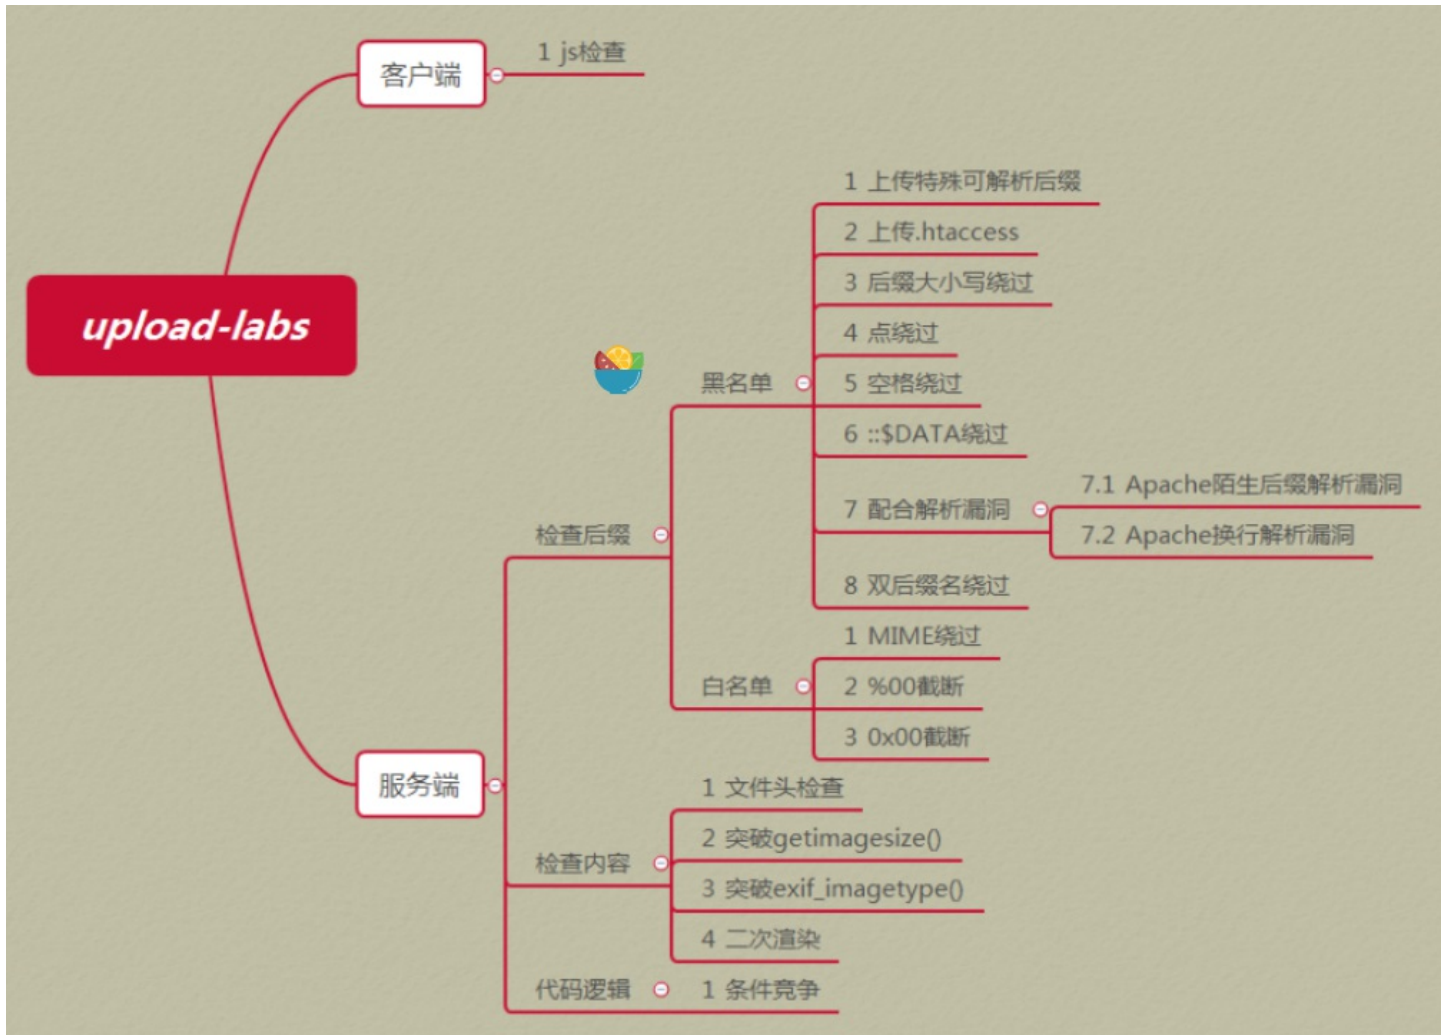 1 js检查
客户端
1 上传特殊可解析后缀
2 上传.htaccess
3 后缀大小写绕过
upload-labs
4 点绕过
黑名单
5 空格绕过
6 ::$DATA绕过
7.1 Apache陌生后缀解析漏洞
7 配合解析漏洞
检查后缀
7.2 Apache换行解析漏洞
8 双后缀名绕过
1 MIME绕过
白名单
2 %00截断
3 0x00截断
服务端
1 文件头检查
2 突破getimagesize()
检查内容
3 突破exif_imagetype()
4 二次渲染
代码逻辑
1 条件竞争